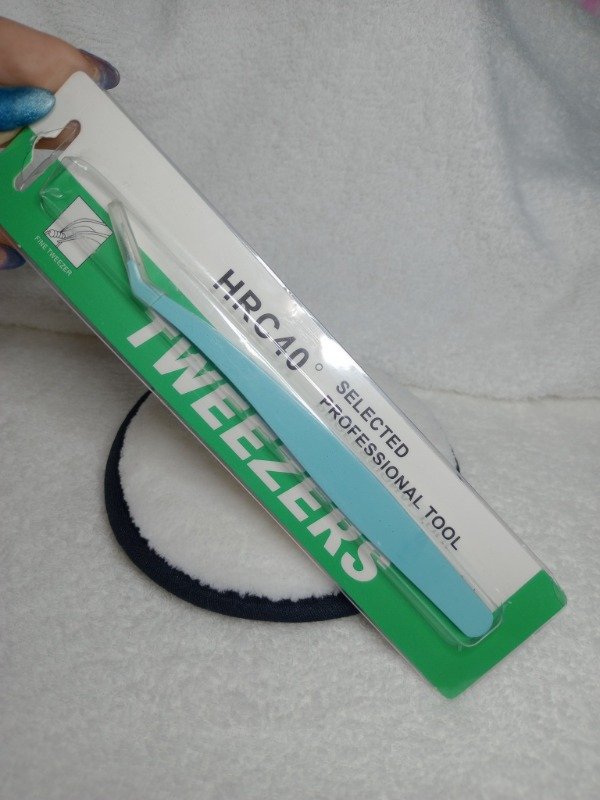 FINE TWEEZER
HRC40°
SELECTED
PROFESSIONAL TOOL
TWEEZERS